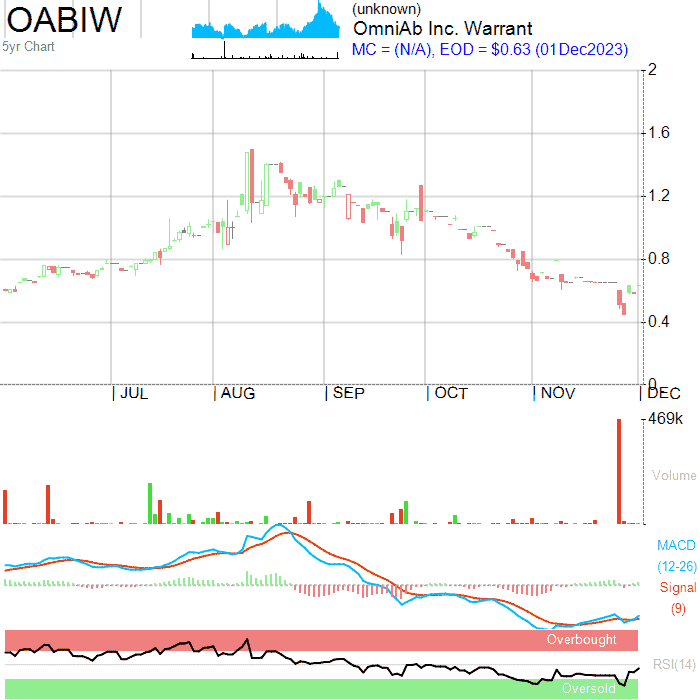 OABIW
5yr Chart
(unknown)
OmniAb Inc. Warrant
MC = (N/A), EOD = $0.63 (01Dec2023)
2
1.6
1.2
0.8
0.4
0
JUL AUG SEP OCT NOV DEC
469k
Volume
MACD
(12-26)
Signal
(9)
Overbought
RSI(14)
Oversold